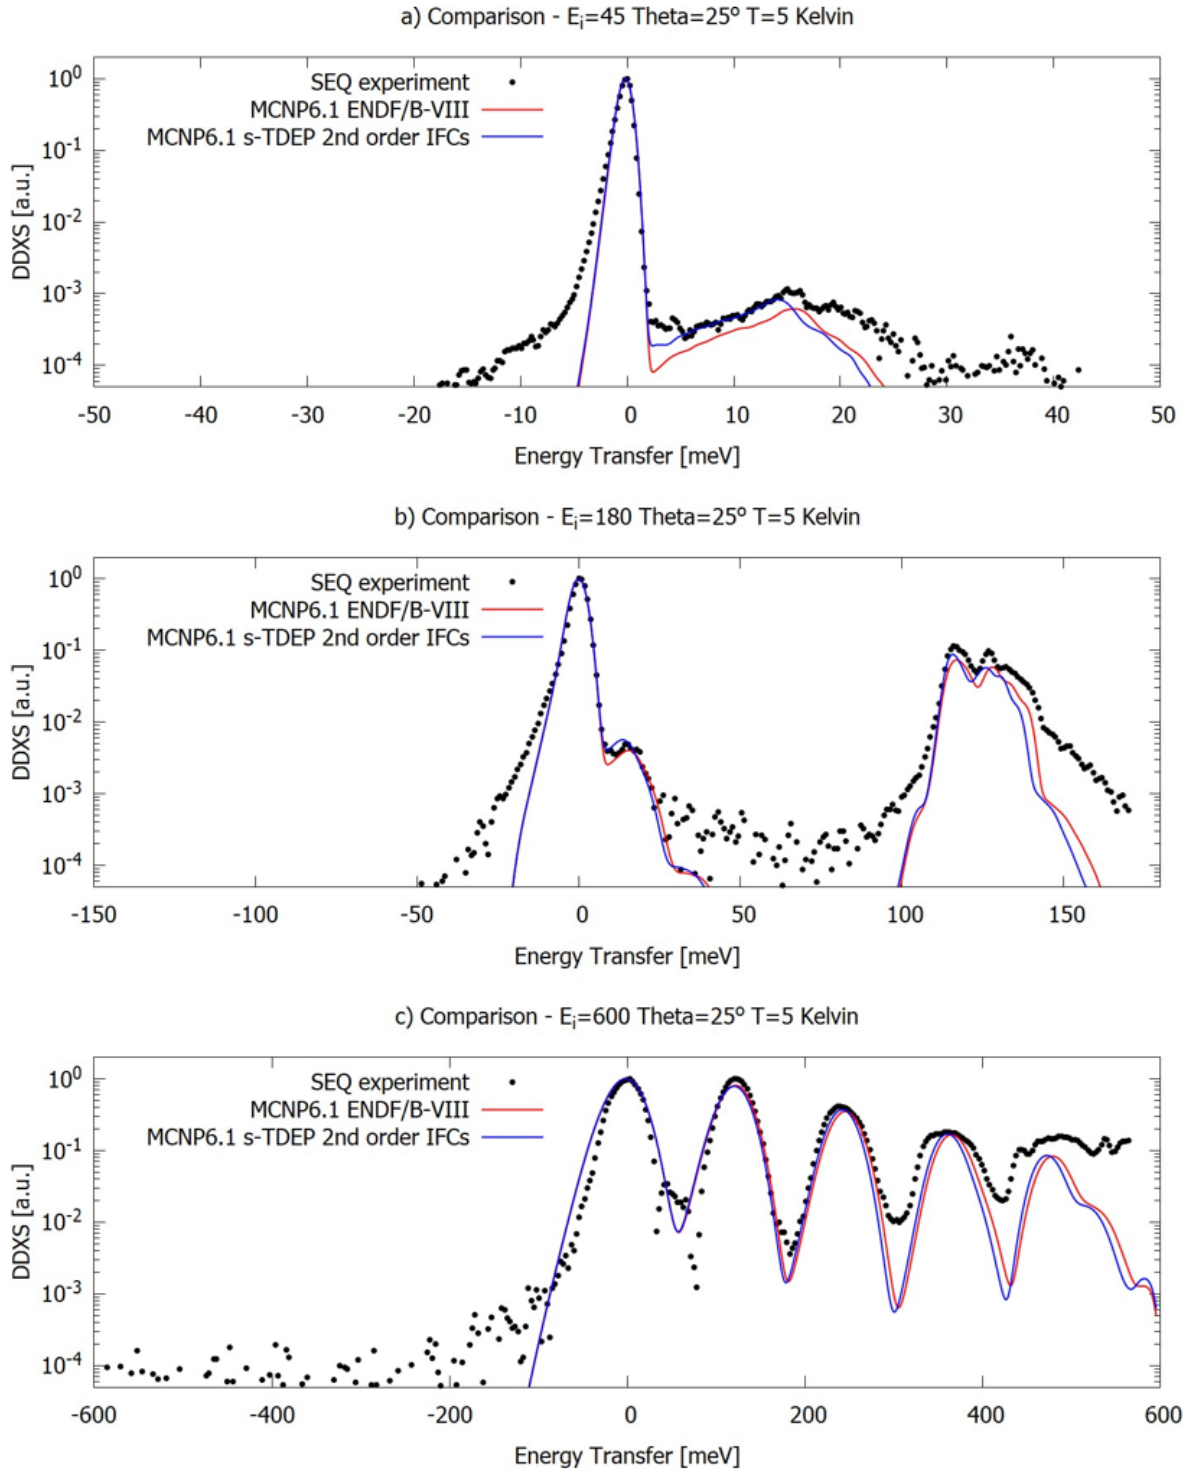 a) Comparison - Eᵢ=45 Theta=25° T=5 Kelvin
SEQ experiment
MCNP6.1 ENDF/B-VIII
MCNP6.1 s-TDEP 2nd order IFCs
DDXS [a.u.]
10⁰
10⁻¹
10⁻²
10⁻³
10⁻⁴
-50 -40 -30 -20 -10 0 10 20 30 40 50
Energy Transfer [meV]
b) Comparison - Eᵢ=180 Theta=25° T=5 Kelvin
SEQ experiment
MCNP6.1 ENDF/B-VIII
MCNP6.1 s-TDEP 2nd order IFCs
DDXS [a.u.]
10⁰
10⁻¹
10⁻²
10⁻³
10⁻⁴
-150 -100 -50 0 50 100 150
Energy Transfer [meV]
c) Comparison - Eᵢ=600 Theta=25° T=5 Kelvin
SEQ experiment
MCNP6.1 ENDF/B-VIII
MCNP6.1 s-TDEP 2nd order IFCs
DDXS [a.u.]
10⁰
10⁻¹
10⁻²
10⁻³
10⁻⁴
-600 -400 -200 0 200 400 600
Energy Transfer [meV]